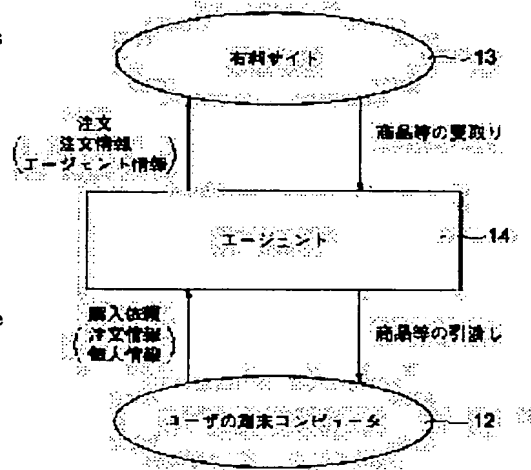 s
有料サイト
13
注文
注文情報
エージェント情報
商品等の受取り
エージェント
14
e
購入依頼
注文情報
個人情報
商品等の引渡し
ユーザの端末コンピュータ
12